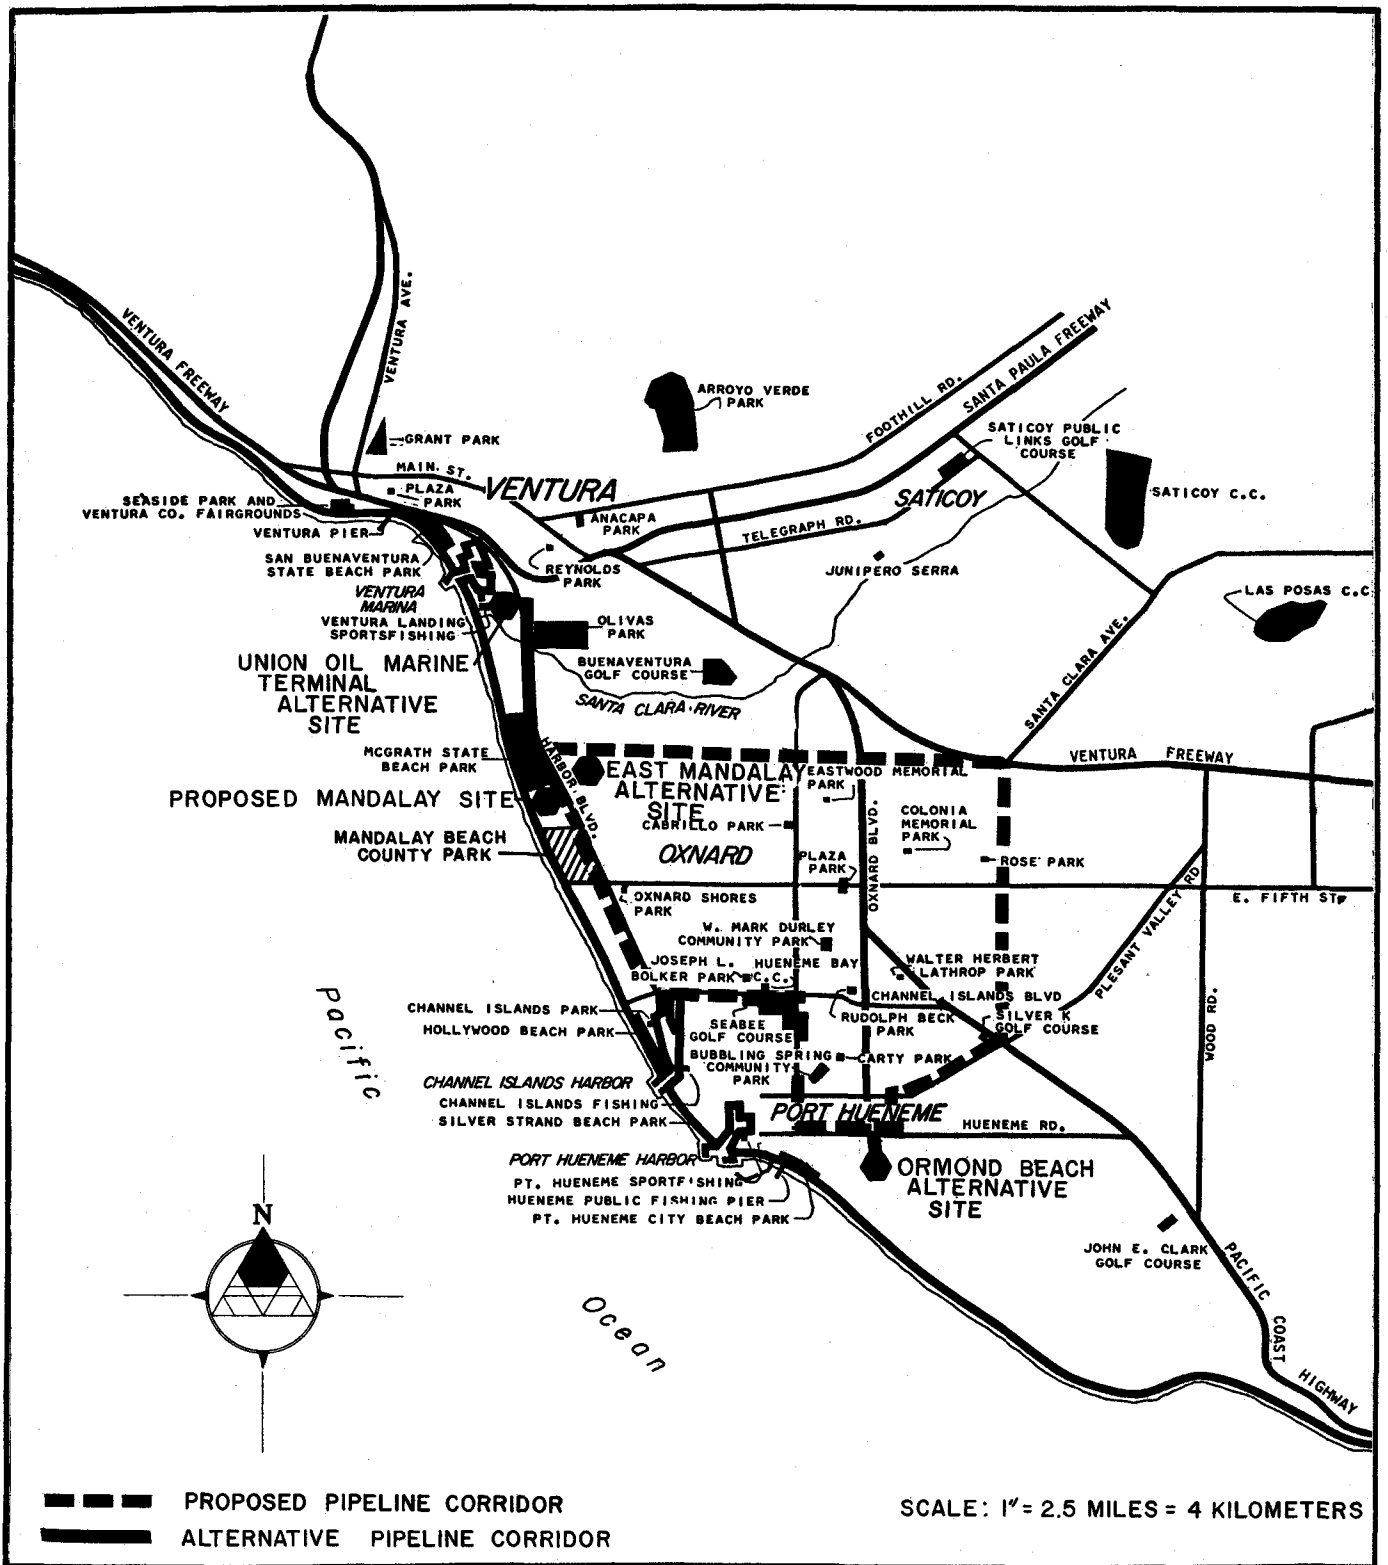 VENTURA FREEWAY
VENTURA AVE.
ARROYO VERDE
PARK
FOOTHILL RD.
SANTA PAULA FREEWAY
GRANT PARK
MAIN. ST.
SATICOY PUBLIC
LINKS GOLF
COURSE
PLAZA
PARK
VENTURA
SATICOY
SATICOY C.C.
SEASIDE PARK AND
VENTURA CO. FAIRGROUNDS
ANACAPA
PARK
TELEGRAPH RD.
VENTURA PIER
SAN BUENAVENTURA
STATE BEACH PARK
REYNOLDS
PARK
JUNIPERO SERRA
VENTURA
MARINA
LAS POSAS C.C
VENTURA LANDING
SPORTSFISHING
OLIVAS
PARK
UNION OIL MARINE
TERMINAL
ALTERNATIVE
SITE
BUENAVENTURA
GOLF COURSE
SANTA CLARA RIVER
SANTA CLARA AVE.
MCGRATH STATE
BEACH PARK
HARBOR BLVD.
VENTURA FREEWAY
EAST MANDALAY
ALTERNATIVE
SITE
EASTWOOD MEMORIAL
PARK
PROPOSED MANDALAY SITE
CABRILLO PARK
OXNARD BLVD.
COLONIA
MEMORIAL
PARK
MANDALAY BEACH
COUNTY PARK
OXNARD
PLAZA
PARK
ROSE PARK
OXNARD SHORES
PARK
E. FIFTH ST.
PLESANT VALLEY RD
W. MARK DURLEY
COMMUNITY PARK
JOSEPH L.
BOLKER PARK
HUENEME BAY
C.C.
WALTER HERBERT
LATHROP PARK
CHANNEL ISLANDS BLVD
CHANNEL ISLANDS PARK
HOLLYWOOD BEACH PARK
SEABEE
GOLF COURSE
RUDOLPH BECK
PARK
SILVER K
GOLF COURSE
WOOD RD.
BUBBLING SPRING
COMMUNITY
PARK
CARTY PARK
Pacific
CHANNEL ISLANDS HARBOR
CHANNEL ISLANDS FISHING
SILVER STRAND BEACH PARK
PORT HUENEME
HUENEME RD.
PORT HUENEME HARBOR
PT. HUENEME SPORTFISHING
HUENEME PUBLIC FISHING PIER
PT. HUENEME CITY BEACH PARK
ORMOND BEACH
ALTERNATIVE
SITE
JOHN E. CLARK
GOLF COURSE
PACIFIC COAST HIGHWAY
N
Ocean
PROPOSED PIPELINE CORRIDOR
ALTERNATIVE PIPELINE CORRIDOR
SCALE: 1" = 2.5 MILES = 4 KILOMETERS